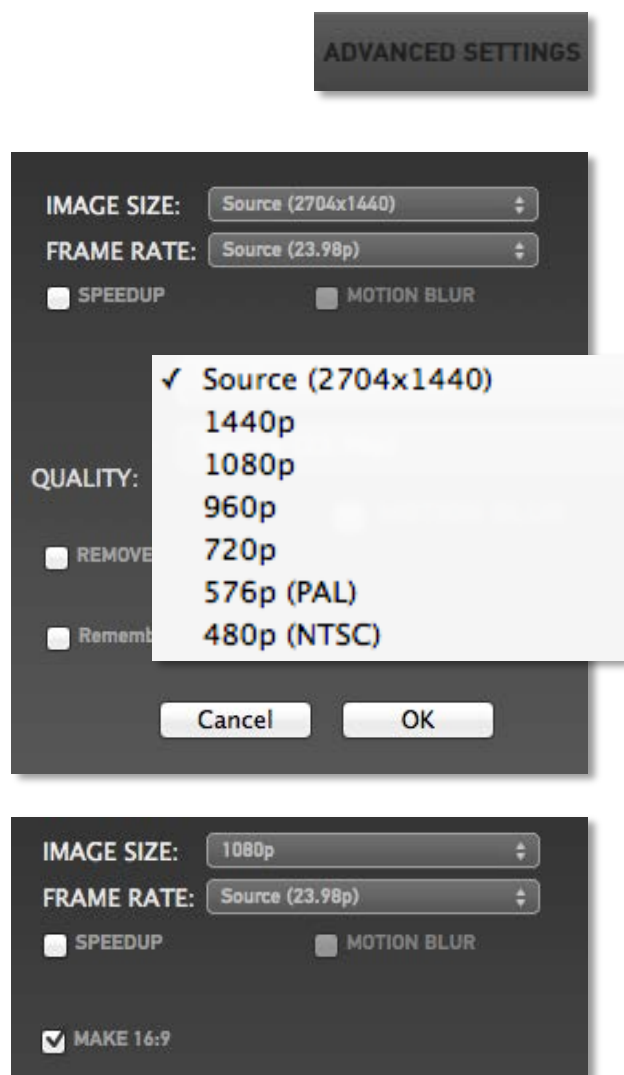 ADVANCED SETTINGS
IMAGE SIZE: Source (2704x1440)
FRAME RATE: Source (23.98p)
SPEEDUP MOTION BLUR
✓ Source (2704x1440)
1440p
1080p
QUALITY:
960p
REMOVE 720p
576p (PAL)
Rememb 480p (NTSC)
Cancel OK
IMAGE SIZE: 1080p
FRAME RATE: Source (23.98p)
SPEEDUP MOTION BLUR
MAKE 16:9